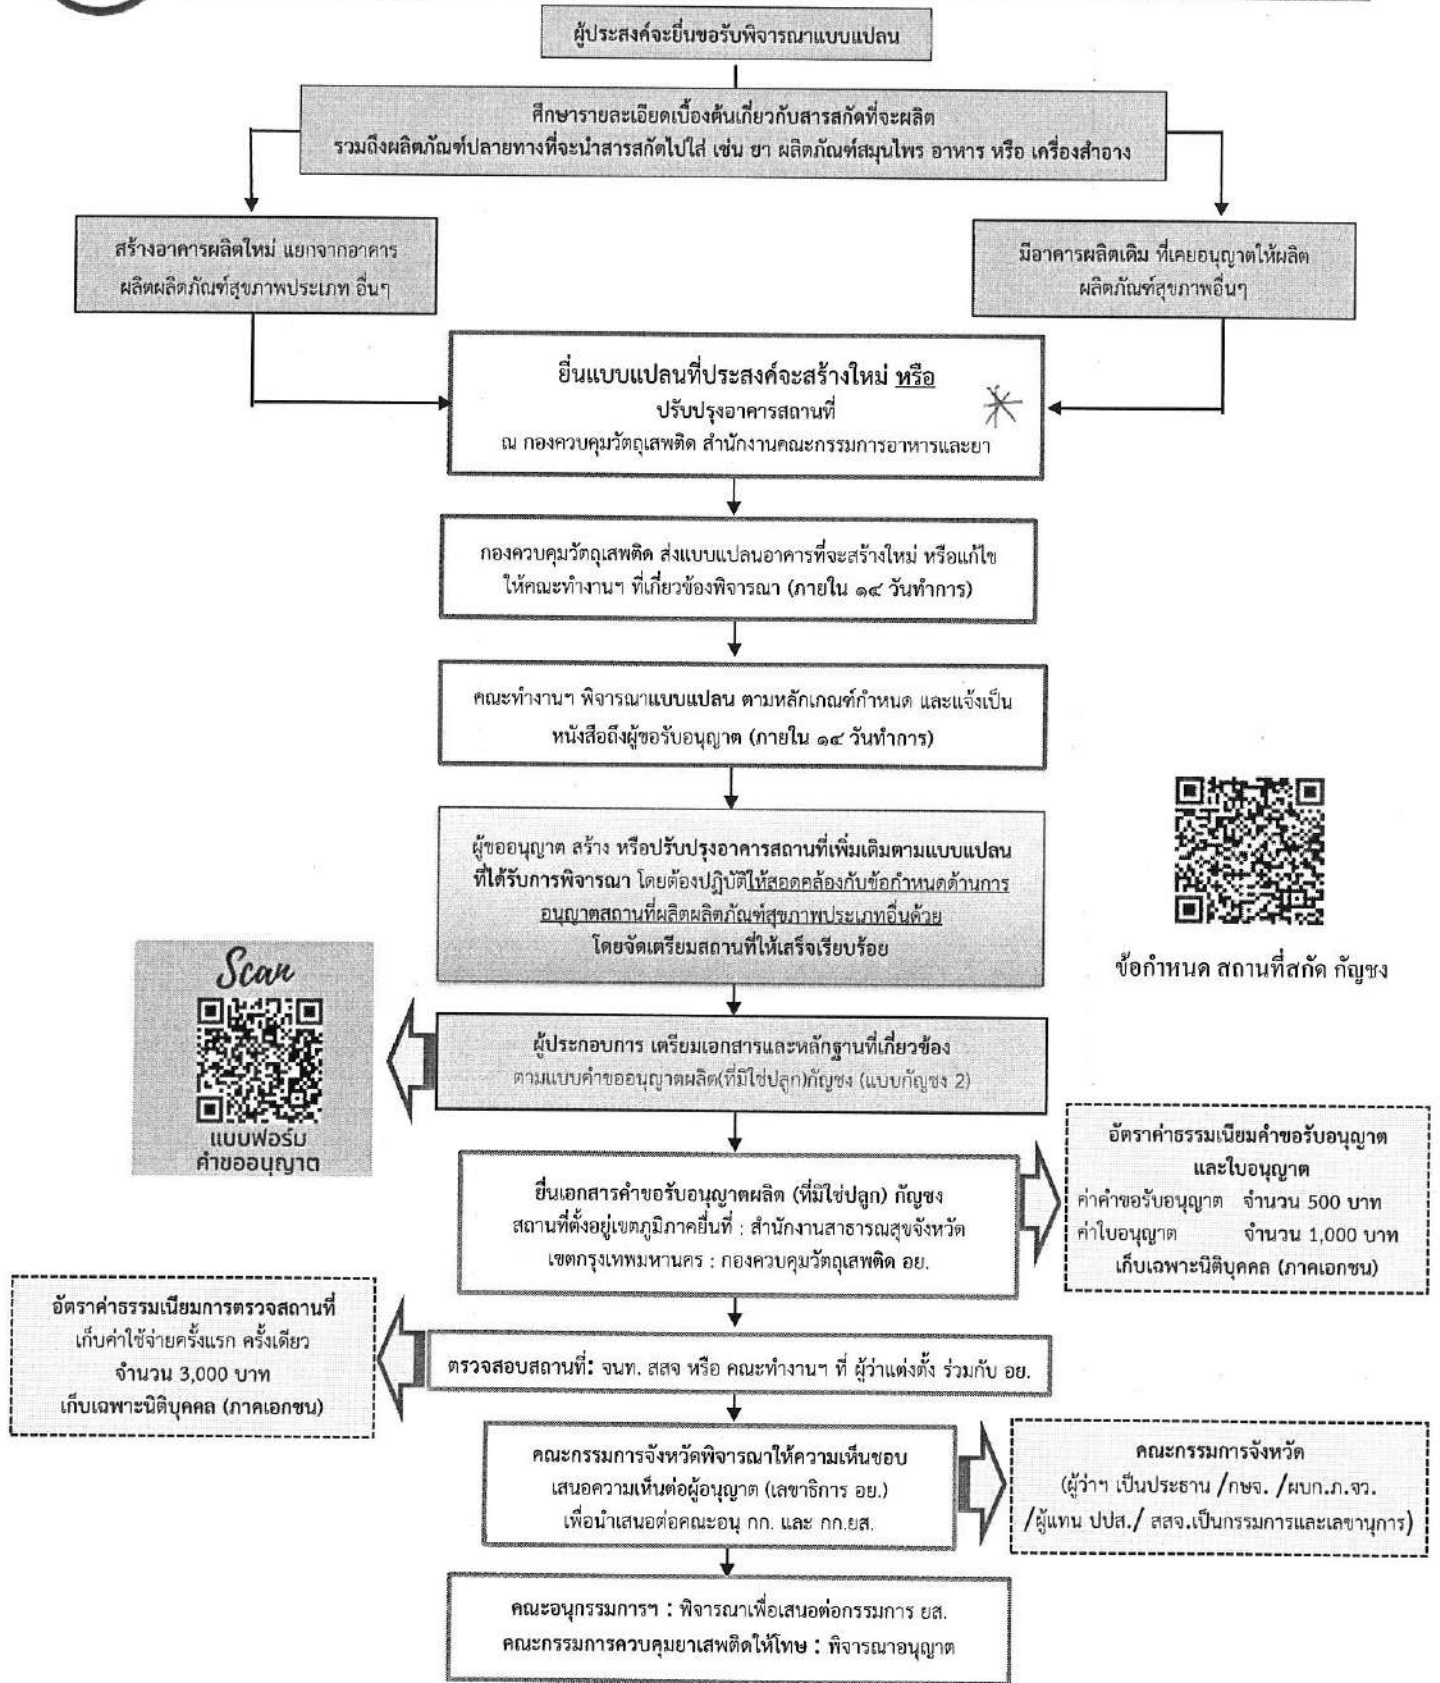 ผู้ประสงค์จะยื่นขอรับพิจารณาแบบแปลน
ศึกษารายละเอียดเบื้องต้นเกี่ยวกับสารสกัดที่จะผลิต
รวมถึงผลิตภัณฑ์ปลายทางที่จะนำสารสกัดไปใส่ เช่น ยา ผลิตภัณฑ์สมุนไพร อาหาร หรือ เครื่องสำอาง
สร้างอาคารผลิตใหม่ แยกจากอาคาร
ผลิตผลิตภัณฑ์สุขภาพประเภท อื่นๆ
มีอาคารผลิตเดิม ที่เคยอนุญาตให้ผลิต
ผลิตภัณฑ์สุขภาพอื่นๆ
ยื่นแบบแปลนที่ประสงค์จะสร้างใหม่ หรือ
ปรับปรุงอาคารสถานที่
ณ กองควบคุมวัตถุเสพติด สำนักงานคณะกรรมการอาหารและยา
กองควบคุมวัตถุเสพติด ส่งแบบแปลนอาคารที่จะสร้างใหม่ หรือแก้ไข
ให้คณะทำงานฯ ที่เกี่ยวข้องพิจารณา (ภายใน ๑๔ วันทำการ)
คณะทำงานฯ พิจารณาแบบแปลน ตามหลักเกณฑ์กำหนด และแจ้งเป็น
หนังสือถึงผู้ขอรับอนุญาต (ภายใน ๑๔ วันทำการ)
ผู้ขออนุญาต สร้าง หรือปรับปรุงอาคารสถานที่เพิ่มเติมตามแบบแปลน
ที่ได้รับการพิจารณา โดยต้องปฏิบัติให้สอดคล้องกับข้อกำหนดด้านการ
อนุญาตสถานที่ผลิตผลิตภัณฑ์สุขภาพประเภทอื่นด้วย
โดยจัดเตรียมสถานที่ให้เสร็จเรียบร้อย
ข้อกำหนด สถานที่สกัด กัญชง
Scan
แบบฟอร์ม
คำขออนุญาต
ผู้ประกอบการ เตรียมเอกสารและหลักฐานที่เกี่ยวข้อง
ตามแบบคำขออนุญาตผลิต(ที่มิใช่ปลูก)กัญชง (แบบกัญชง 2)
ยื่นเอกสารคำขอรับอนุญาตผลิต (ที่มิใช่ปลูก) กัญชง
สถานที่ตั้งอยู่เขตภูมิภาคยื่นที่ : สำนักงานสาธารณสุขจังหวัด
เขตกรุงเทพมหานคร : กองควบคุมวัตถุเสพติด อย.
อัตราค่าธรรมเนียมคำขอรับอนุญาต
และใบอนุญาต
ค่าคำขอรับอนุญาต จำนวน 500 บาท
ค่าใบอนุญาต จำนวน 1,000 บาท
เก็บเฉพาะนิติบุคคล (ภาคเอกชน)
อัตราค่าธรรมเนียมการตรวจสถานที่
เก็บค่าใช้จ่ายครั้งแรก ครั้งเดียว
จำนวน 3,000 บาท
เก็บเฉพาะนิติบุคคล (ภาคเอกชน)
ตรวจสอบสถานที่: จนท. สสจ หรือ คณะทำงานฯ ที่ ผู้ว่าแต่งตั้ง ร่วมกับ อย.
คณะกรรมการจังหวัดพิจารณาให้ความเห็นชอบ
เสนอความเห็นต่อผู้อนุญาต (เลขาธิการ อย.)
เพื่อนำเสนอต่อคณะอนุ กก. และ กก.ยส.
คณะกรรมการจังหวัด
(ผู้ว่าฯ เป็นประธาน /กษจ. /ผบก.ภ.จว.
/ผู้แทน ปปส./ สสจ.เป็นกรรมการและเลขานุการ)
คณะอนุกรรมการฯ : พิจารณาเพื่อเสนอต่อกรรมการ ยส.
คณะกรรมการควบคุมยาเสพติดให้โทษ : พิจารณาอนุญาต